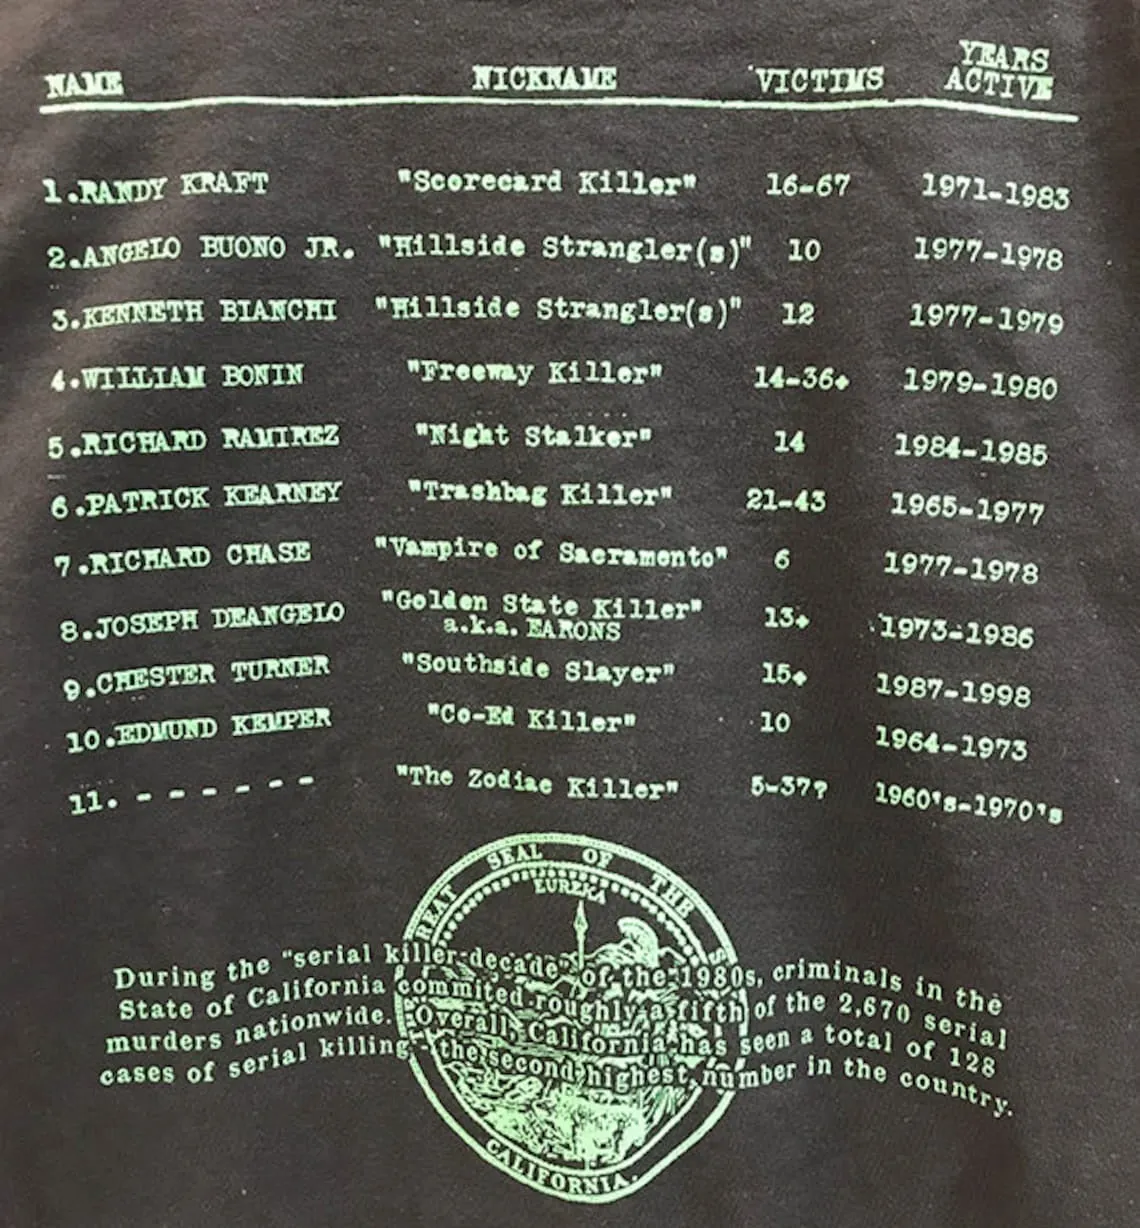 NAME NICKNAME VICTIMS YEARS ACTIVE
1.RANDY KRAFT "Scorecard Killer" 16-67 1971-1983
2.ANGELO BUONO JR. "Hillside Strangler(s)" 10 1977-1978
3.KENNETH BIANCHI "Hillside Strangler(s)" 12 1977-1979
4.WILLIAM BONIN "Freeway Killer" 14-36+ 1979-1980
5.RICHARD RAMIREZ "Night Stalker" 14 1984-1985
6.PATRICK KEARNEY "Trashbag Killer" 21-43 1965-1977
7.RICHARD CHASE "Vampire of Sacramento" 6 1977-1978
8.JOSEPH DEANGELO "Golden State Killer" 13+ 1973-1986
a.k.a. EARONS
9.CHESTER TURNER "Southside Slayer" 15+ 1987-1998
10.EDMUND KEMPER "Co-Ed Killer" 10 1964-1973
11. - - - - - - "The Zodiac Killer" 5-37? 1960's-1970's
SEAL OF THE
EUREKA
During the "serial killer decade" of the 1980s, criminals in the
State of California commited roughly a fifth of the 2,670 serial
murders nationwide. Overall, California has seen a total of 128
cases of serial killing - the second highest number in the country.
CALIFORNIA.